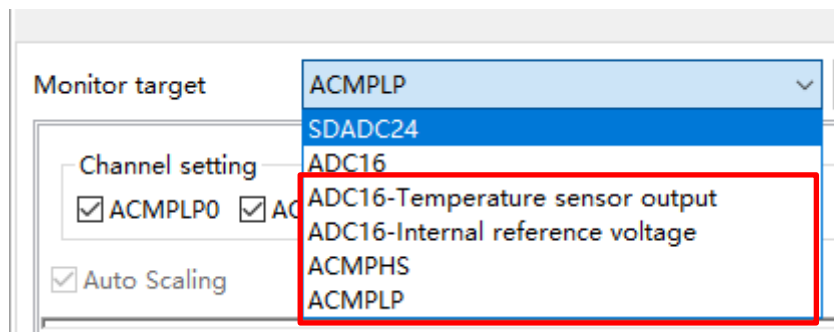 Monitor target ACMPLP
SDADC24
Channel setting ADC16
ADC16-Temperature sensor output
ACMPLP0
ADC16-Internal reference voltage
ACMPHS
Auto Scaling
ACMPLP